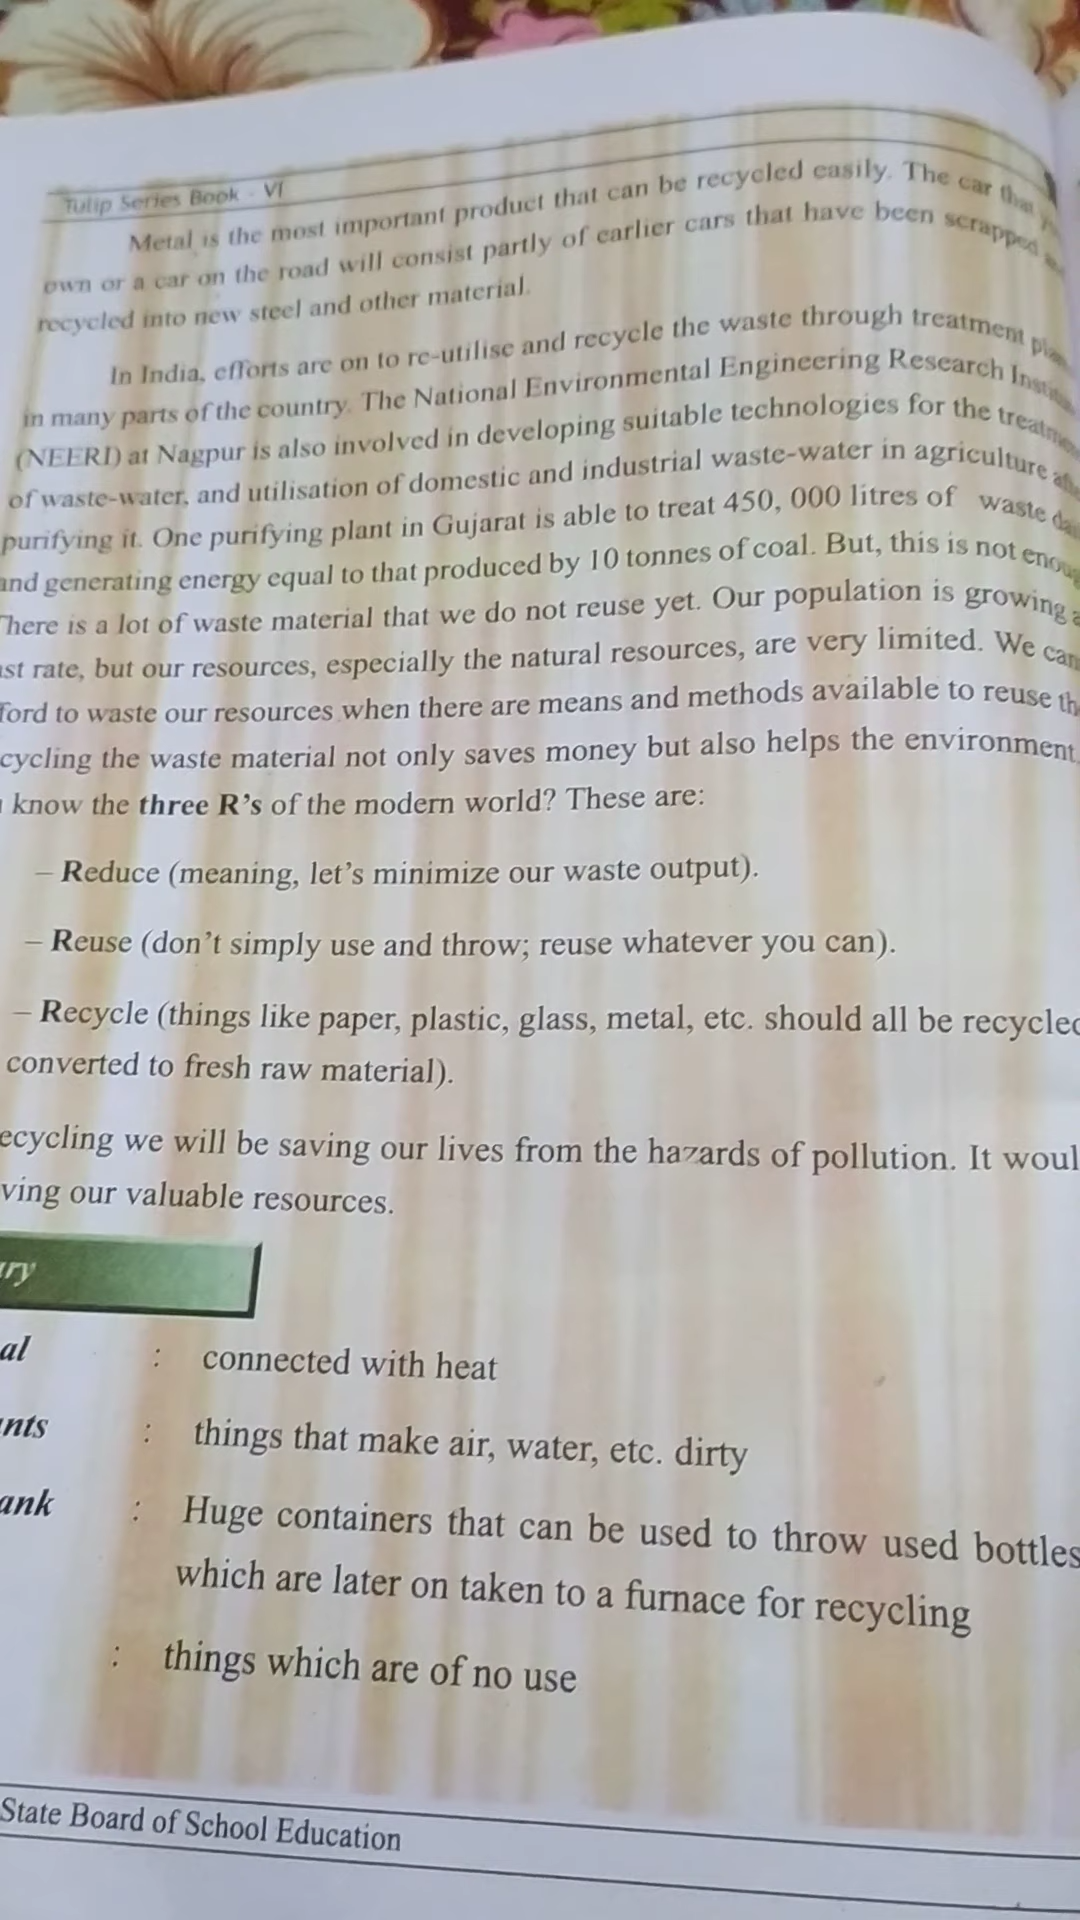 Tulip Series Book - VI
Metal is the most important product that can be recycled easily. The car that
own or a car on the road will consist partly of earlier cars that have been scrapped
recycled into new steel and other material.
In India, efforts are on to re-utilise and recycle the waste through treatment
in many parts of the country. The National Environmental Engineering Research
(NEERI) at Nagpur is also involved in developing suitable technologies for the
of waste-water, and utilisation of domestic and industrial waste-water in agriculture
purifying it. One purifying plant in Gujarat is able to treat 450, 000 litres of waste
and generating energy equal to that produced by 10 tonnes of coal. But, this is not
here is a lot of waste material that we do not reuse yet. Our population is growing
st rate, but our resources, especially the natural resources, are very limited. We
ford to waste our resources when there are means and methods available to reuse
cycling the waste material not only saves money but also helps the environment.
know the three R's of the modern world? These are:
– Reduce (meaning, let's minimize our waste output).
– Reuse (don't simply use and throw; reuse whatever you can).
– Recycle (things like paper, plastic, glass, metal, etc. should all be recycled
converted to fresh raw material).
ecycling we will be saving our lives from the hazards of pollution. It woul
ving our valuable resources.
ry
al : connected with heat
nts : things that make air, water, etc. dirty
ank : Huge containers that can be used to throw used bottles
which are later on taken to a furnace for recycling
: things which are of no use
State Board of School Education